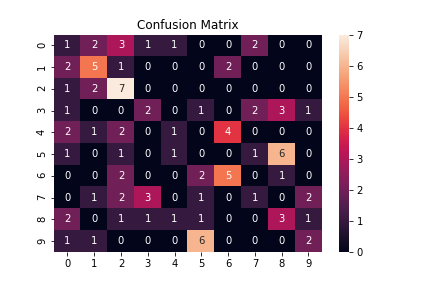 Confusion Matrix
0 1 2 3 1 1 0 0 2 0 0
1 2 5 1 0 0 0 2 0 0 0
2 1 2 7 0 0 0 0 0 0 0
3 1 0 0 2 0 1 0 2 3 1
4 2 1 2 0 1 0 4 0 0 0
5 1 0 1 0 1 0 0 1 6 0
6 0 0 2 0 0 2 5 0 1 0
7 0 1 2 3 0 1 0 1 0 2
8 2 0 1 1 1 1 0 0 3 1
9 1 1 0 0 0 6 0 0 0 2
0 1 2 3 4 5 6 7 8 9
7
6
5
4
3
2
1
0